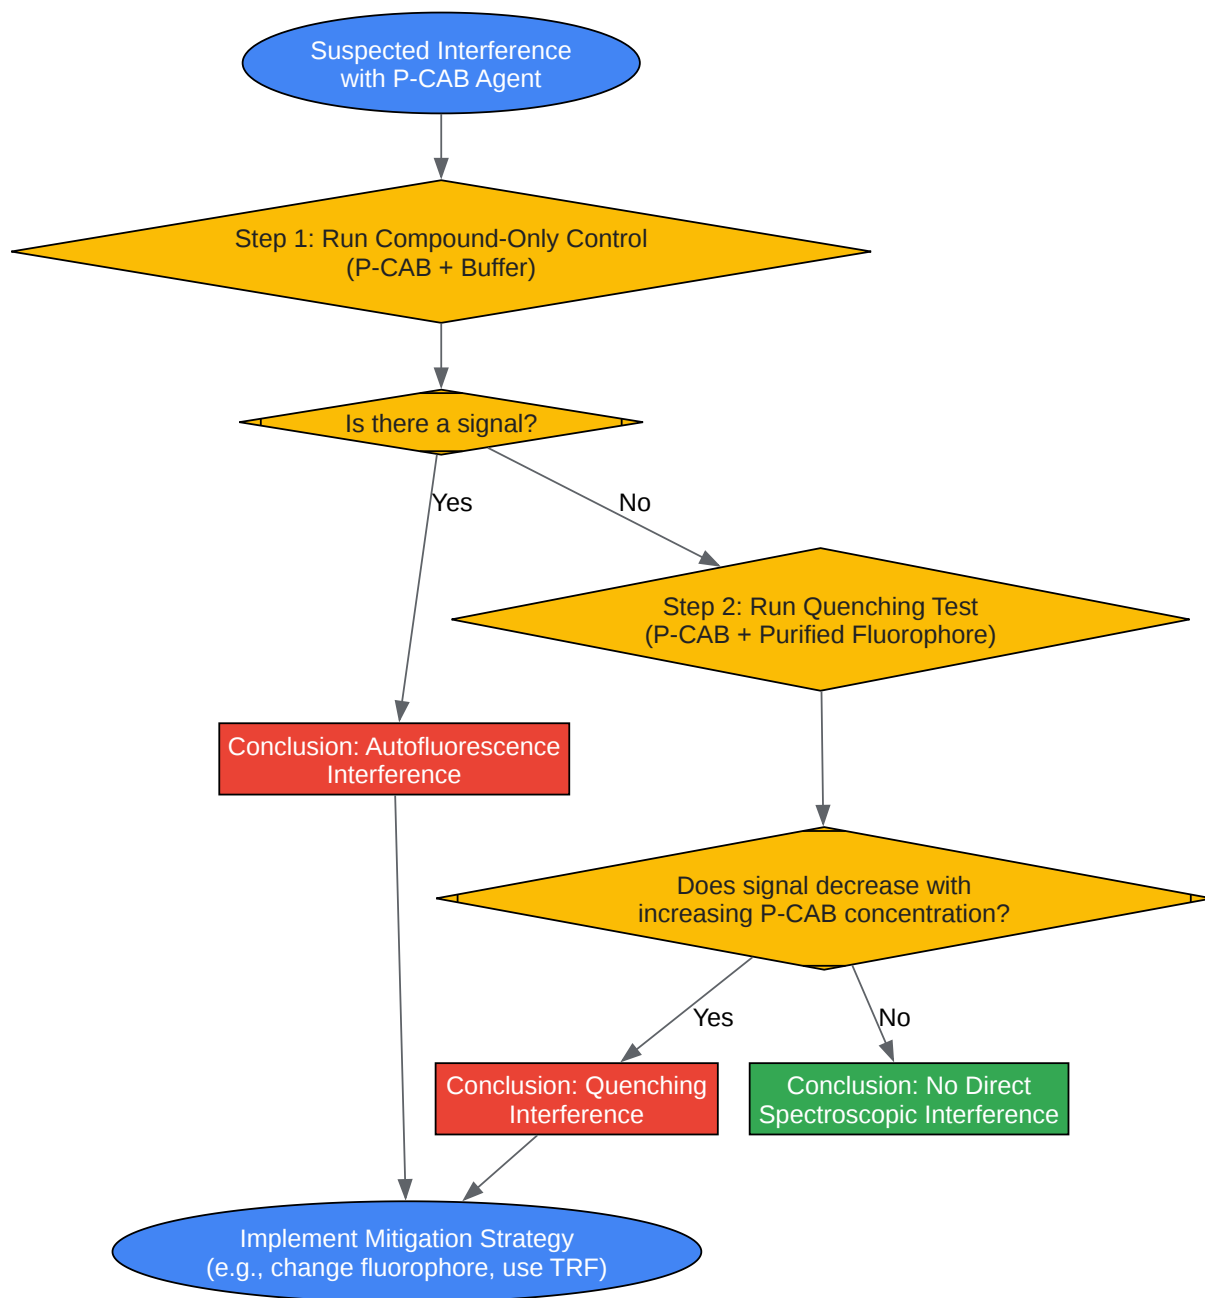 Suspected Interference
with P-CAB Agent
Step 1: Run Compound-Only Control
(P-CAB + Buffer)
Is there a signal?
Yes
No
Step 2: Run Quenching Test
(P-CAB + Purified Fluorophore)
Conclusion: Autofluorescence
Interference
Does signal decrease with
increasing P-CAB concentration?
Yes
No
Conclusion: Quenching
Interference
Conclusion: No Direct
Spectroscopic Interference
Implement Mitigation Strategy
(e.g., change fluorophore, use TRF)